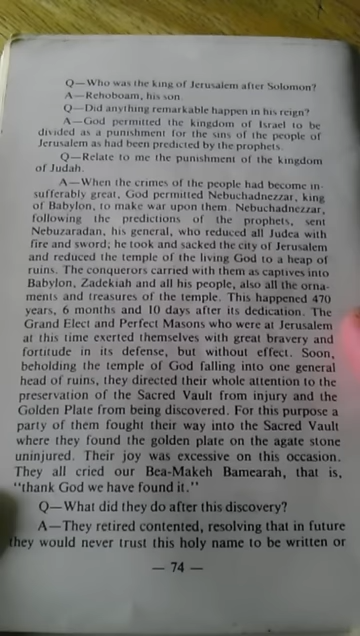 Q—Who was the king of Jerusalem after Solomon?
A—Rehoboam, his son.
Q—Did anything remarkable happen in his reign?
A—God permitted the kingdom of Israel to be
divided as a punishment for the sins of the people of
Jerusalem as had been predicted by the prophets.
Q—Relate to me the punishment of the kingdom
of Judah.
A—When the crimes of the people had become in-
sufferably great, God permitted Nebuchadnezzar, king
of Babylon, to make war upon them. Nebuchadnezzar,
following the predictions of the prophets, sent
Nebuzaradan, his general, who reduced all Judea with
fire and sword; he took and sacked the city of Jerusalem
and reduced the temple of the living God to a heap of
ruins. The conquerors carried with them as captives into
Babylon, Zadekiah and all his people, also all the orna-
ments and treasures of the temple. This happened 470
years, 6 months and 10 days after its dedication. The
Grand Elect and Perfect Masons who were at Jerusalem
at this time exerted themselves with great bravery and
fortitude in its defense, but without effect. Soon,
beholding the temple of God falling into one general
head of ruins, they directed their whole attention to the
preservation of the Sacred Vault from injury and the
Golden Plate from being discovered. For this purpose a
party of them fought their way into the Sacred Vault
where they found the golden plate on the agate stone
uninjured. Their joy was excessive on this occasion.
They all cried our Bea-Makeh Bamearah, that is,
"thank God we have found it."
Q—What did they do after this discovery?
A—They retired contented, resolving that in future
they would never trust this holy name to be written or
— 74 —